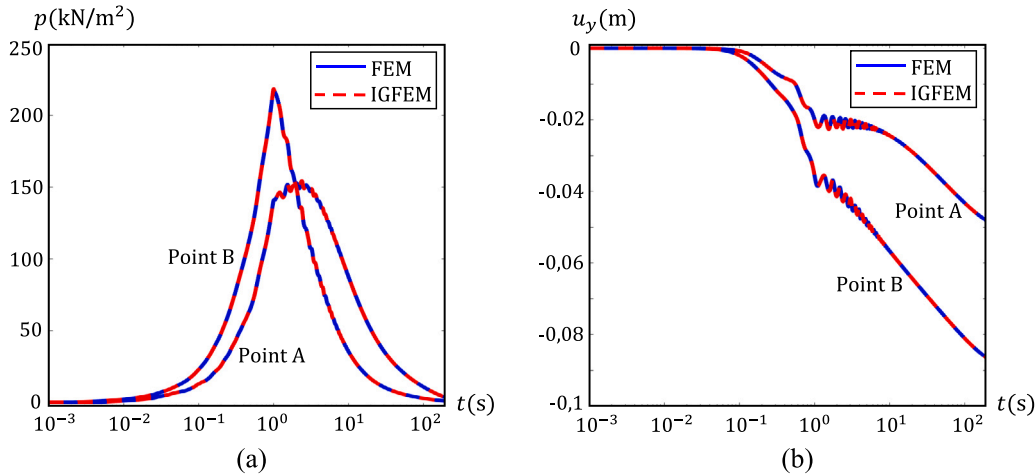 p(kN/m²)
250
200
150
100
50
0
FEM
IGFEM
Point B
Point A
10⁻³ 10⁻² 10⁻¹ 10⁰ 10¹ 10² t(s)
(a)
u_y(m)
0
-0.02
-0.04
-0,06
-0,08
-0,1
FEM
IGFEM
Point A
Point B
10⁻³ 10⁻² 10⁻¹ 10⁰ 10¹ 10² t(s)
(b)